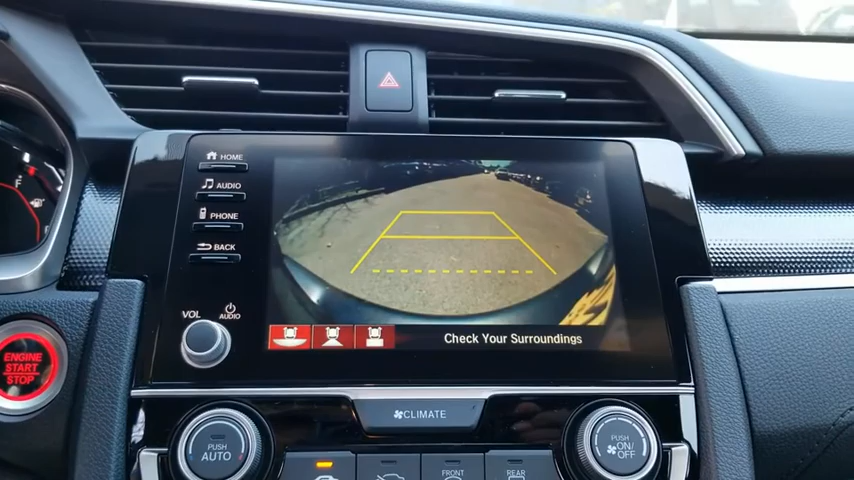 HOME
AUDIO
PHONE
BACK
VOL
AUDIO
Check Your Surroundings
ENGINE
START
STOP
CLIMATE
PUSH
AUTO
PUSH
ON/
OFF
FRONT
REAR
F